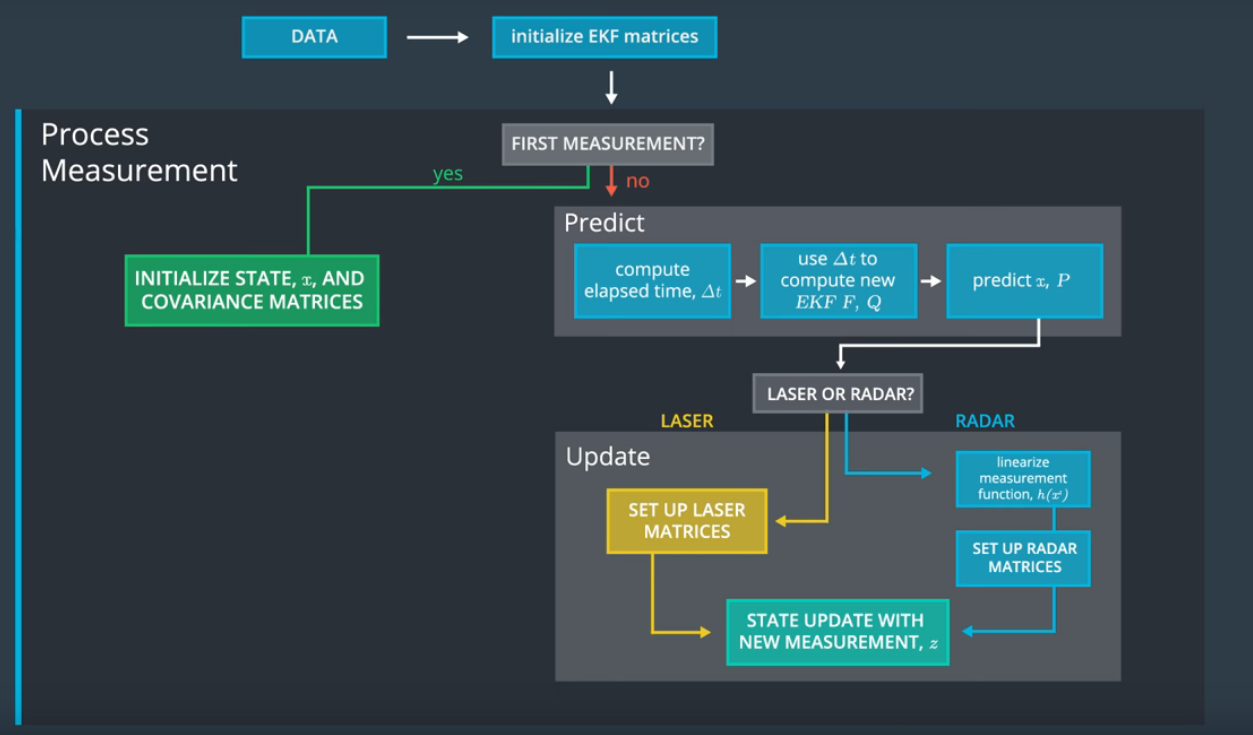 DATA
initialize EKF matrices
Process
Measurement
FIRST MEASUREMENT?
yes
no
INITIALIZE STATE, x, AND
COVARIANCE MATRICES
Predict
compute
elapsed time, Δt
use Δt to
compute new
EKF F, Q
predict x, P
LASER OR RADAR?
LASER
RADAR
Update
SET UP LASER
MATRICES
linearize
measurement
function, h(x')
SET UP RADAR
MATRICES
STATE UPDATE WITH
NEW MEASUREMENT, z